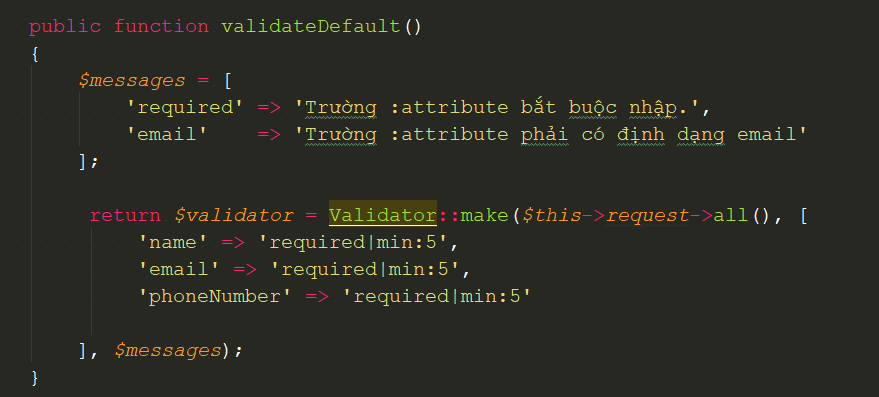 public function validateDefault()
{
    $messages = [
        'required' => 'Trường :attribute bắt buộc nhập.',
        'email'    => 'Trường :attribute phải có định dạng email'
    ];
     return $validator = Validator::make($this->request->all(), [
         'name' => 'required|min:5',
         'email' => 'required|min:5',
         'phoneNumber' => 'required|min:5'
    ], $messages);
}